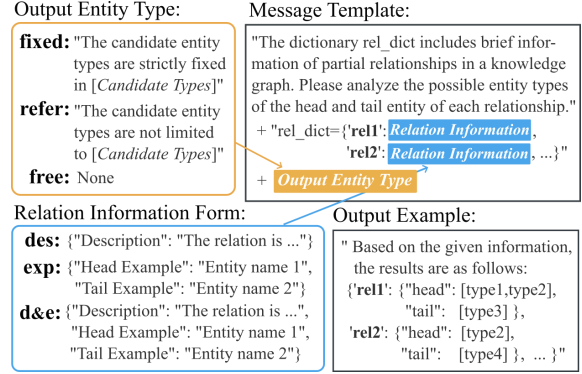 Output Entity Type:
fixed: "The candidate entity
types are strictly fixed
in [Candidate Types]"
refer: "The candidate entity
types are not limited
to [Candidate Types]"
free: None
Message Template:
"The dictionary rel_dict includes brief infor-
mation of partial relationships in a knowledge
graph. Please analyze the possible entity types
of the head and tail entity of each relationship."
+ "rel_dict={'rel1': Relation Information ,
'rel2': Relation Information , ...}"
+ Output Entity Type
Relation Information Form:
des: {"Description": "The relation is ..."}
exp: {"Head Example": "Entity name 1",
"Tail Example": "Entity name 2"}
d&e: {"Description": "The relation is ...",
"Head Example": "Entity name 1",
"Tail Example": "Entity name 2"}
Output Example:
" Based on the given information,
the results are as follows:
{'rel1': {"head": [type1,type2],
"tail": [type3] },
'rel2': {"head": [type2],
"tail": [type4] }, ... }"